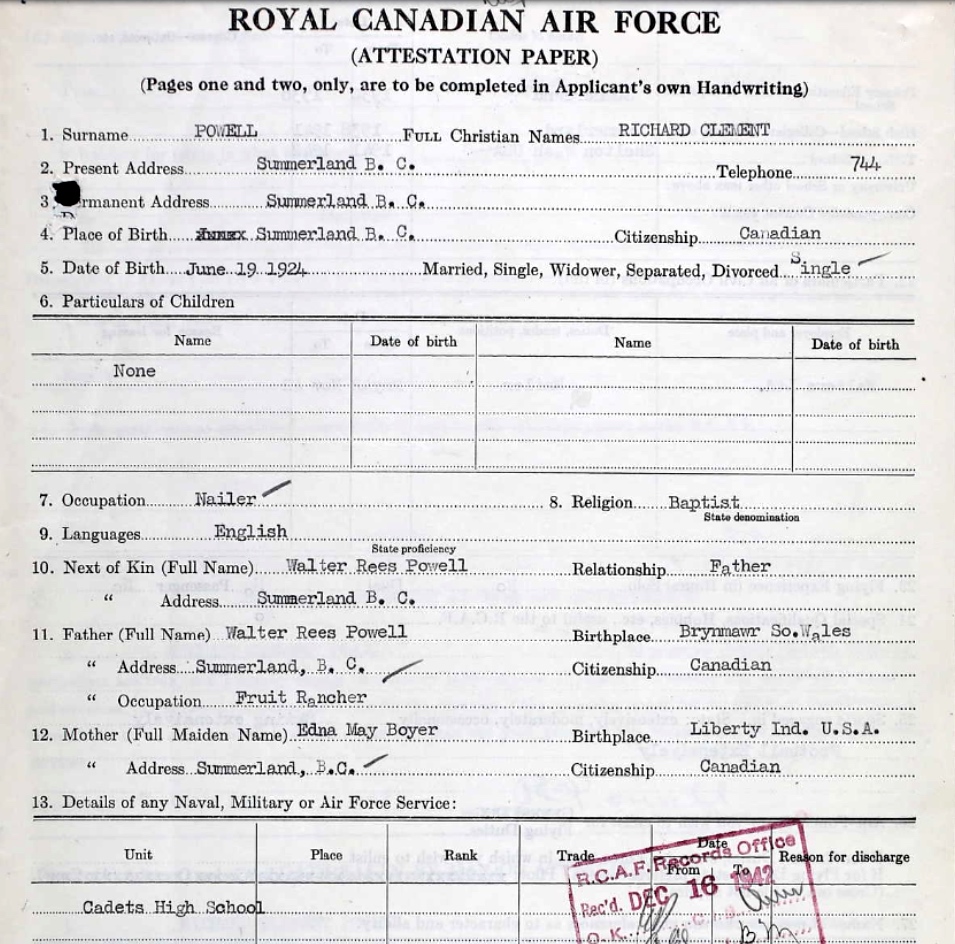 ROYAL CANADIAN AIR FORCE
(ATTESTATION PAPER)
(Pages one and two, only, are to be completed in Applicant's own Handwriting)
1. Surname POWELL FULL Christian Names RICHARD CLEMENT
2. Present Address Summerland B. C. Telephone 744
3 rmanent Address Summerland B. C.
4. Place of Birth Summerland B. C. Citizenship Canadian
5. Date of Birth June 19 1924 Married, Single, Widower, Separated, Divorced Single
6. Particulars of Children
Name Date of birth Name Date of birth
None
7. Occupation Nailer 8. Religion Baptist
State denomination
9. Languages English
State proficiency
10. Next of Kin (Full Name) Walter Rees Powell Relationship Father
“ Address Summerland B. C.
11. Father (Full Name) Walter Rees Powell Birthplace Brynmawr So.Wales
“ Address Summerland, B. C. Citizenship Canadian
“ Occupation Fruit Rancher
12. Mother (Full Maiden Name) Edna May Boyer Birthplace Liberty Ind. U.S.A.
“ Address Summerland, B.C. Citizenship Canadian
13. Details of any Naval, Military or Air Force Service:
Unit Place Rank Trade Date From To Reason for discharge
R.C.A.F. Records Office
Rec'd. DEC 16 1942
Cadets High School